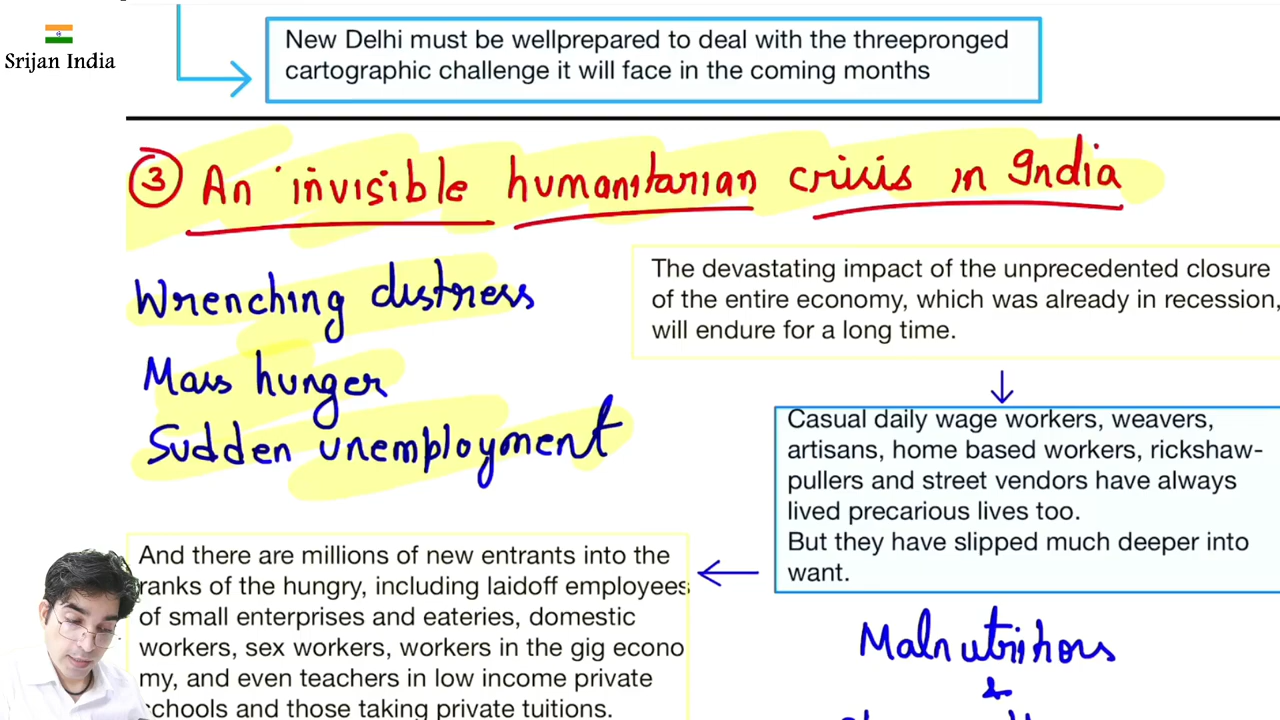 Srijan India
New Delhi must be wellprepared to deal with the threepronged
cartographic challenge it will face in the coming months
3 An invisible humanitarian crisis in India
Wrenching distress
Mass hunger
Sudden unemployment
The devastating impact of the unprecedented closure
of the entire economy, which was already in recession,
will endure for a long time.
Casual daily wage workers, weavers,
artisans, home based workers, rickshaw-
pullers and street vendors have always
lived precarious lives too.
But they have slipped much deeper into
want.
And there are millions of new entrants into the
ranks of the hungry, including laidoff employees
of small enterprises and eateries, domestic
workers, sex workers, workers in the gig econo
my, and even teachers in low income private
schools and those taking private tuitions.
Malnutritions
&